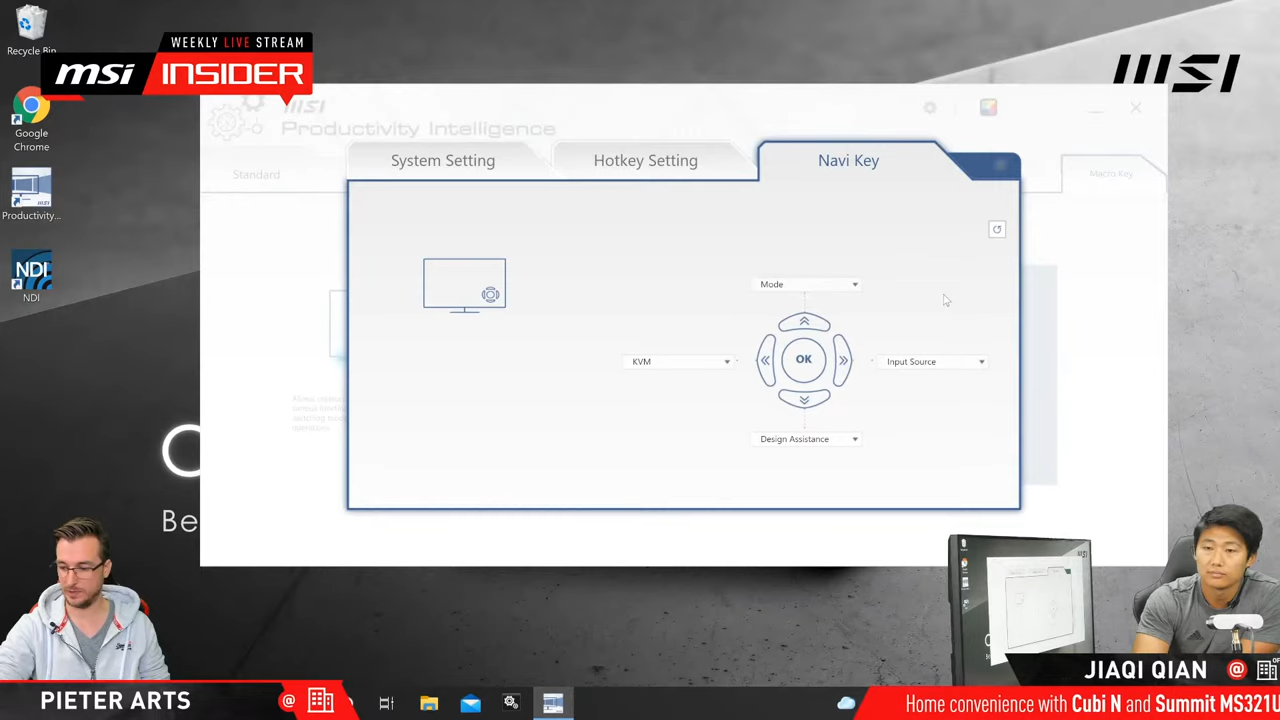 Recycle Bin
WEEKLY LIVE STREAM
msi INSIDER
msi
Google
Chrome
Productivity...
NDI
NDI
MSI
Productivity Intelligence
Standard
System Setting
Hotkey Setting
Navi Key
Macro Key
Mode
KVM
OK
Input Source
Design Assistance
Be
PIETER ARTS
@
JIAQI QIAN
@
Home convenience with Cubi N and Summit MS321U